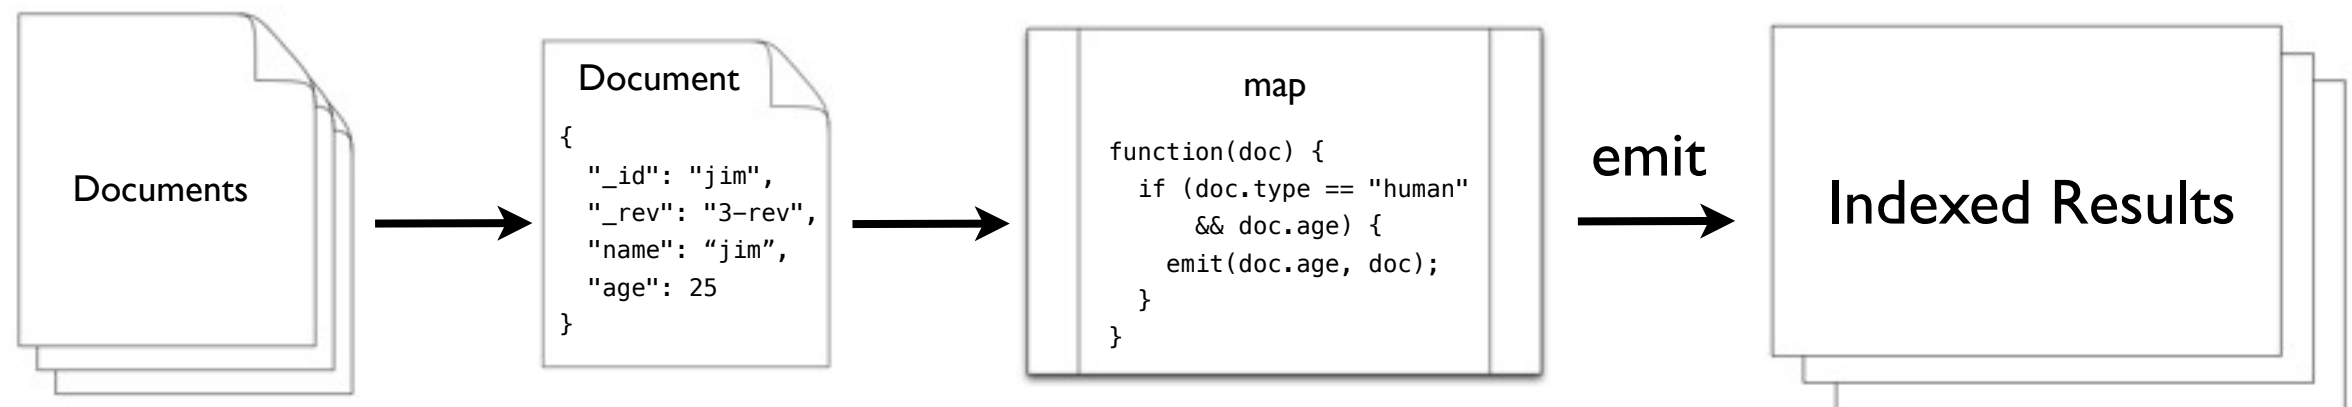 Documents
Document
{
  "_id": "jim",
  "_rev": "3-rev",
  "name": “jim”,
  "age": 25
}
map
function(doc) {
  if (doc.type == "human"
      && doc.age) {
    emit(doc.age, doc);
  }
}
emit
Indexed Results